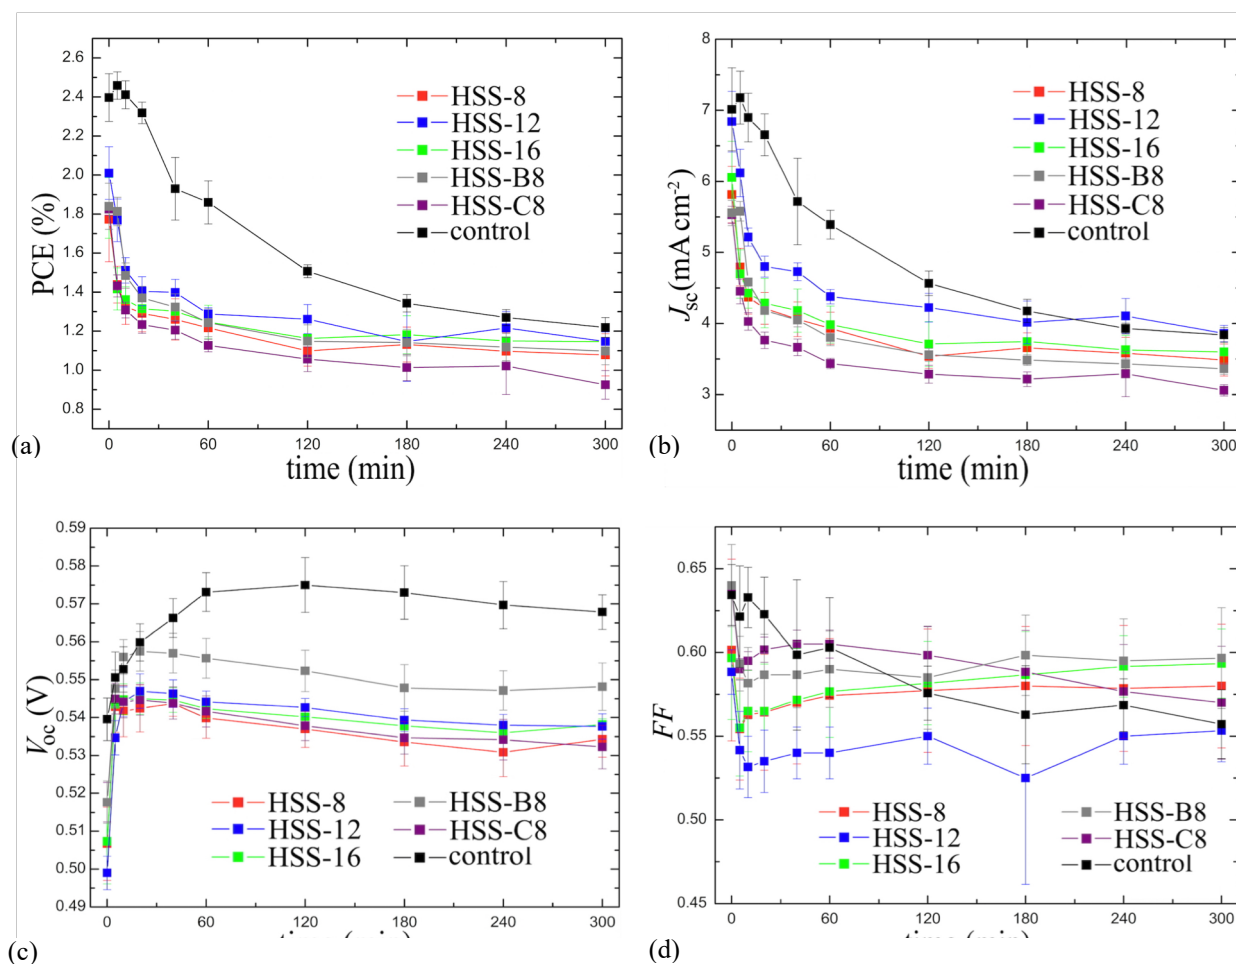 2.6
2.4
2.2
2.0
1.8
1.6
1.4
1.2
1.0
0.8
PCE (%)
HSS-8
HSS-12
HSS-16
HSS-B8
HSS-C8
control
0 60 120 180 240 300
time (min)
(a)
8
7
6
5
4
3
Jsc(mA cm-2)
HSS-8
HSS-12
HSS-16
HSS-B8
HSS-C8
control
0 60 120 180 240 300
time (min)
(b)
0.59
0.58
0.57
0.56
0.55
0.54
0.53
0.52
0.51
0.50
0.49
Voc (V)
HSS-8 HSS-B8
HSS-12 HSS-C8
HSS-16 control
0 60 120 180 240 300
time (min)
(c)
0.65
0.60
0.55
0.50
0.45
FF
HSS-8 HSS-B8
HSS-12 HSS-C8
HSS-16 control
0 60 120 180 240 300
time (min)
(d)